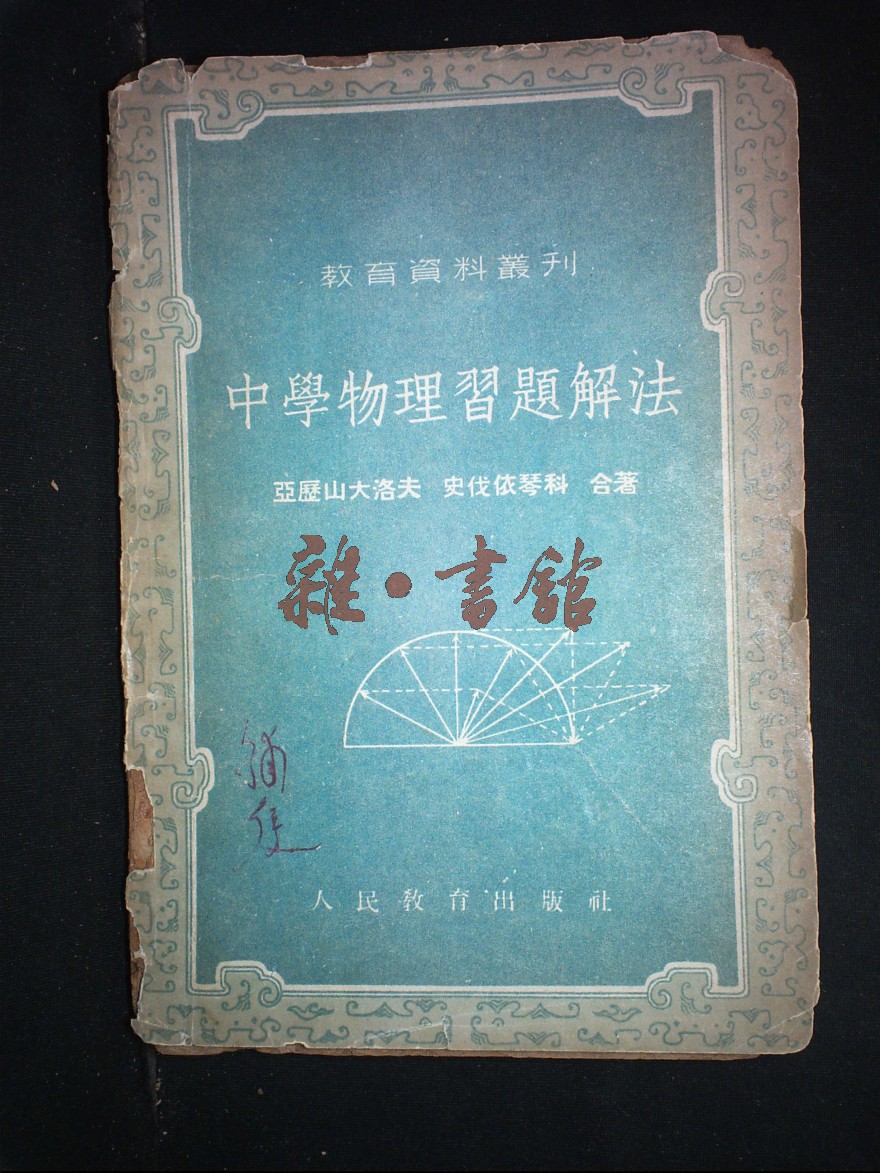 教育資料叢刊
中學物理習題解法
亞歷山大洛夫 史伐依琴科 合著
雜·書館
人民教育出版社